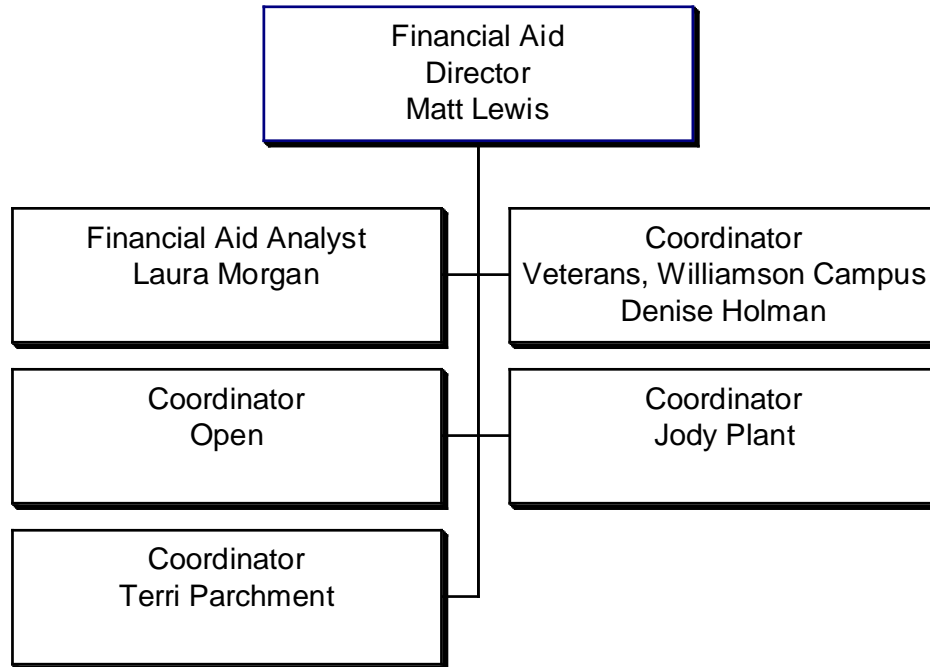 Financial Aid
Director
Matt Lewis
Financial Aid Analyst
Laura Morgan
Coordinator
Veterans, Williamson Campus
Denise Holman
Coordinator
Open
Coordinator
Jody Plant
Coordinator
Terri Parchment